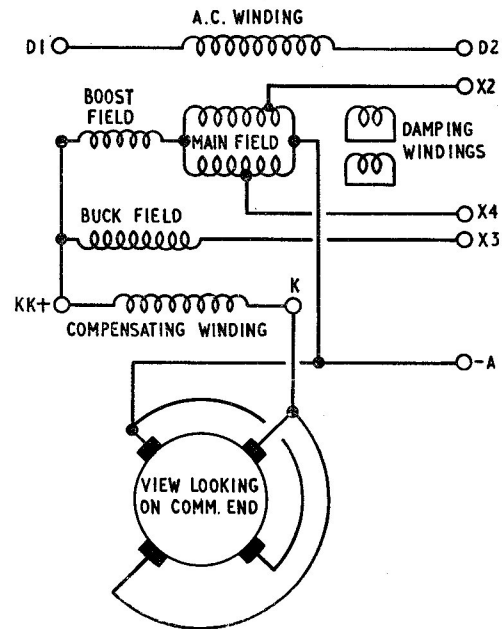 A.C. WINDING
D1
D2
X2
BOOST
FIELD
MAIN FIELD
DAMPING
WINDINGS
X4
BUCK FIELD
X3
KK+
K
COMPENSATING WINDING
-A
VIEW LOOKING
ON COMM. END